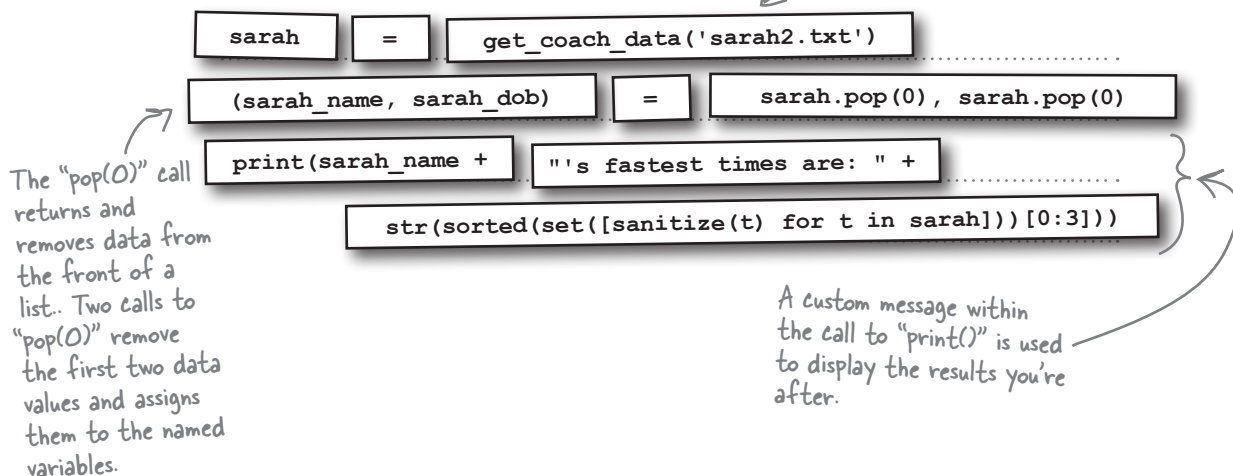 sarah = get_coach_data('sarah2.txt')
(sarah_name, sarah_dob) = sarah.pop(0), sarah.pop(0)
print(sarah_name + "'s fastest times are: " +
str(sorted(set([sanitize(t) for t in sarah]))[0:3]))
The “pop(0)” call
returns and
removes data from
the front of a
list.. Two calls to
“pop(0)” remove
the first two data
values and assigns
them to the named
variables.
A custom message within
the call to “print()” is used
to display the results you're
after.